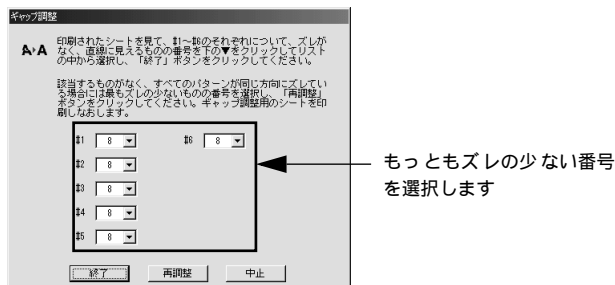 ギャップ調整
A›A
印刷されたシートを見て、#1~#6のそれぞれについて、ズレが
なく、直線に見えるものの番号を下の▼をクリックしてリスト
の中から選択し、「終了」ボタンをクリックしてください。
該当するものがなく、すべてのパターンが同じ方向にズレてい
る場合には最もズレの少ないものの番号を選択し、「再調整」
ボタンをクリックしてください。ギャップ調整用のシートを印
刷しなおします。
#1 8 #6 8
#2 8
#3 8
#4 8
#5 8
もっともズレの少ない番号
を選択します
終了 再調整 中止